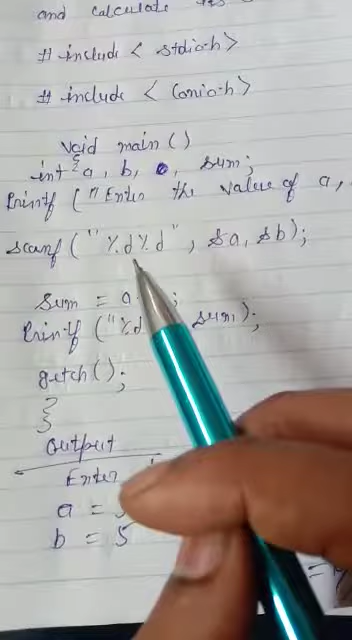 and calculate
# include < stdio.h>
# include < Conio.h>
void main ()
{
int a, b, sum;
Printf ("Enter the value of a,
scanf ("%d%d", &a, &b);
Sum = a
Printf ("%d sum);
getch ();
}
Output
Enter
a =
b = 5